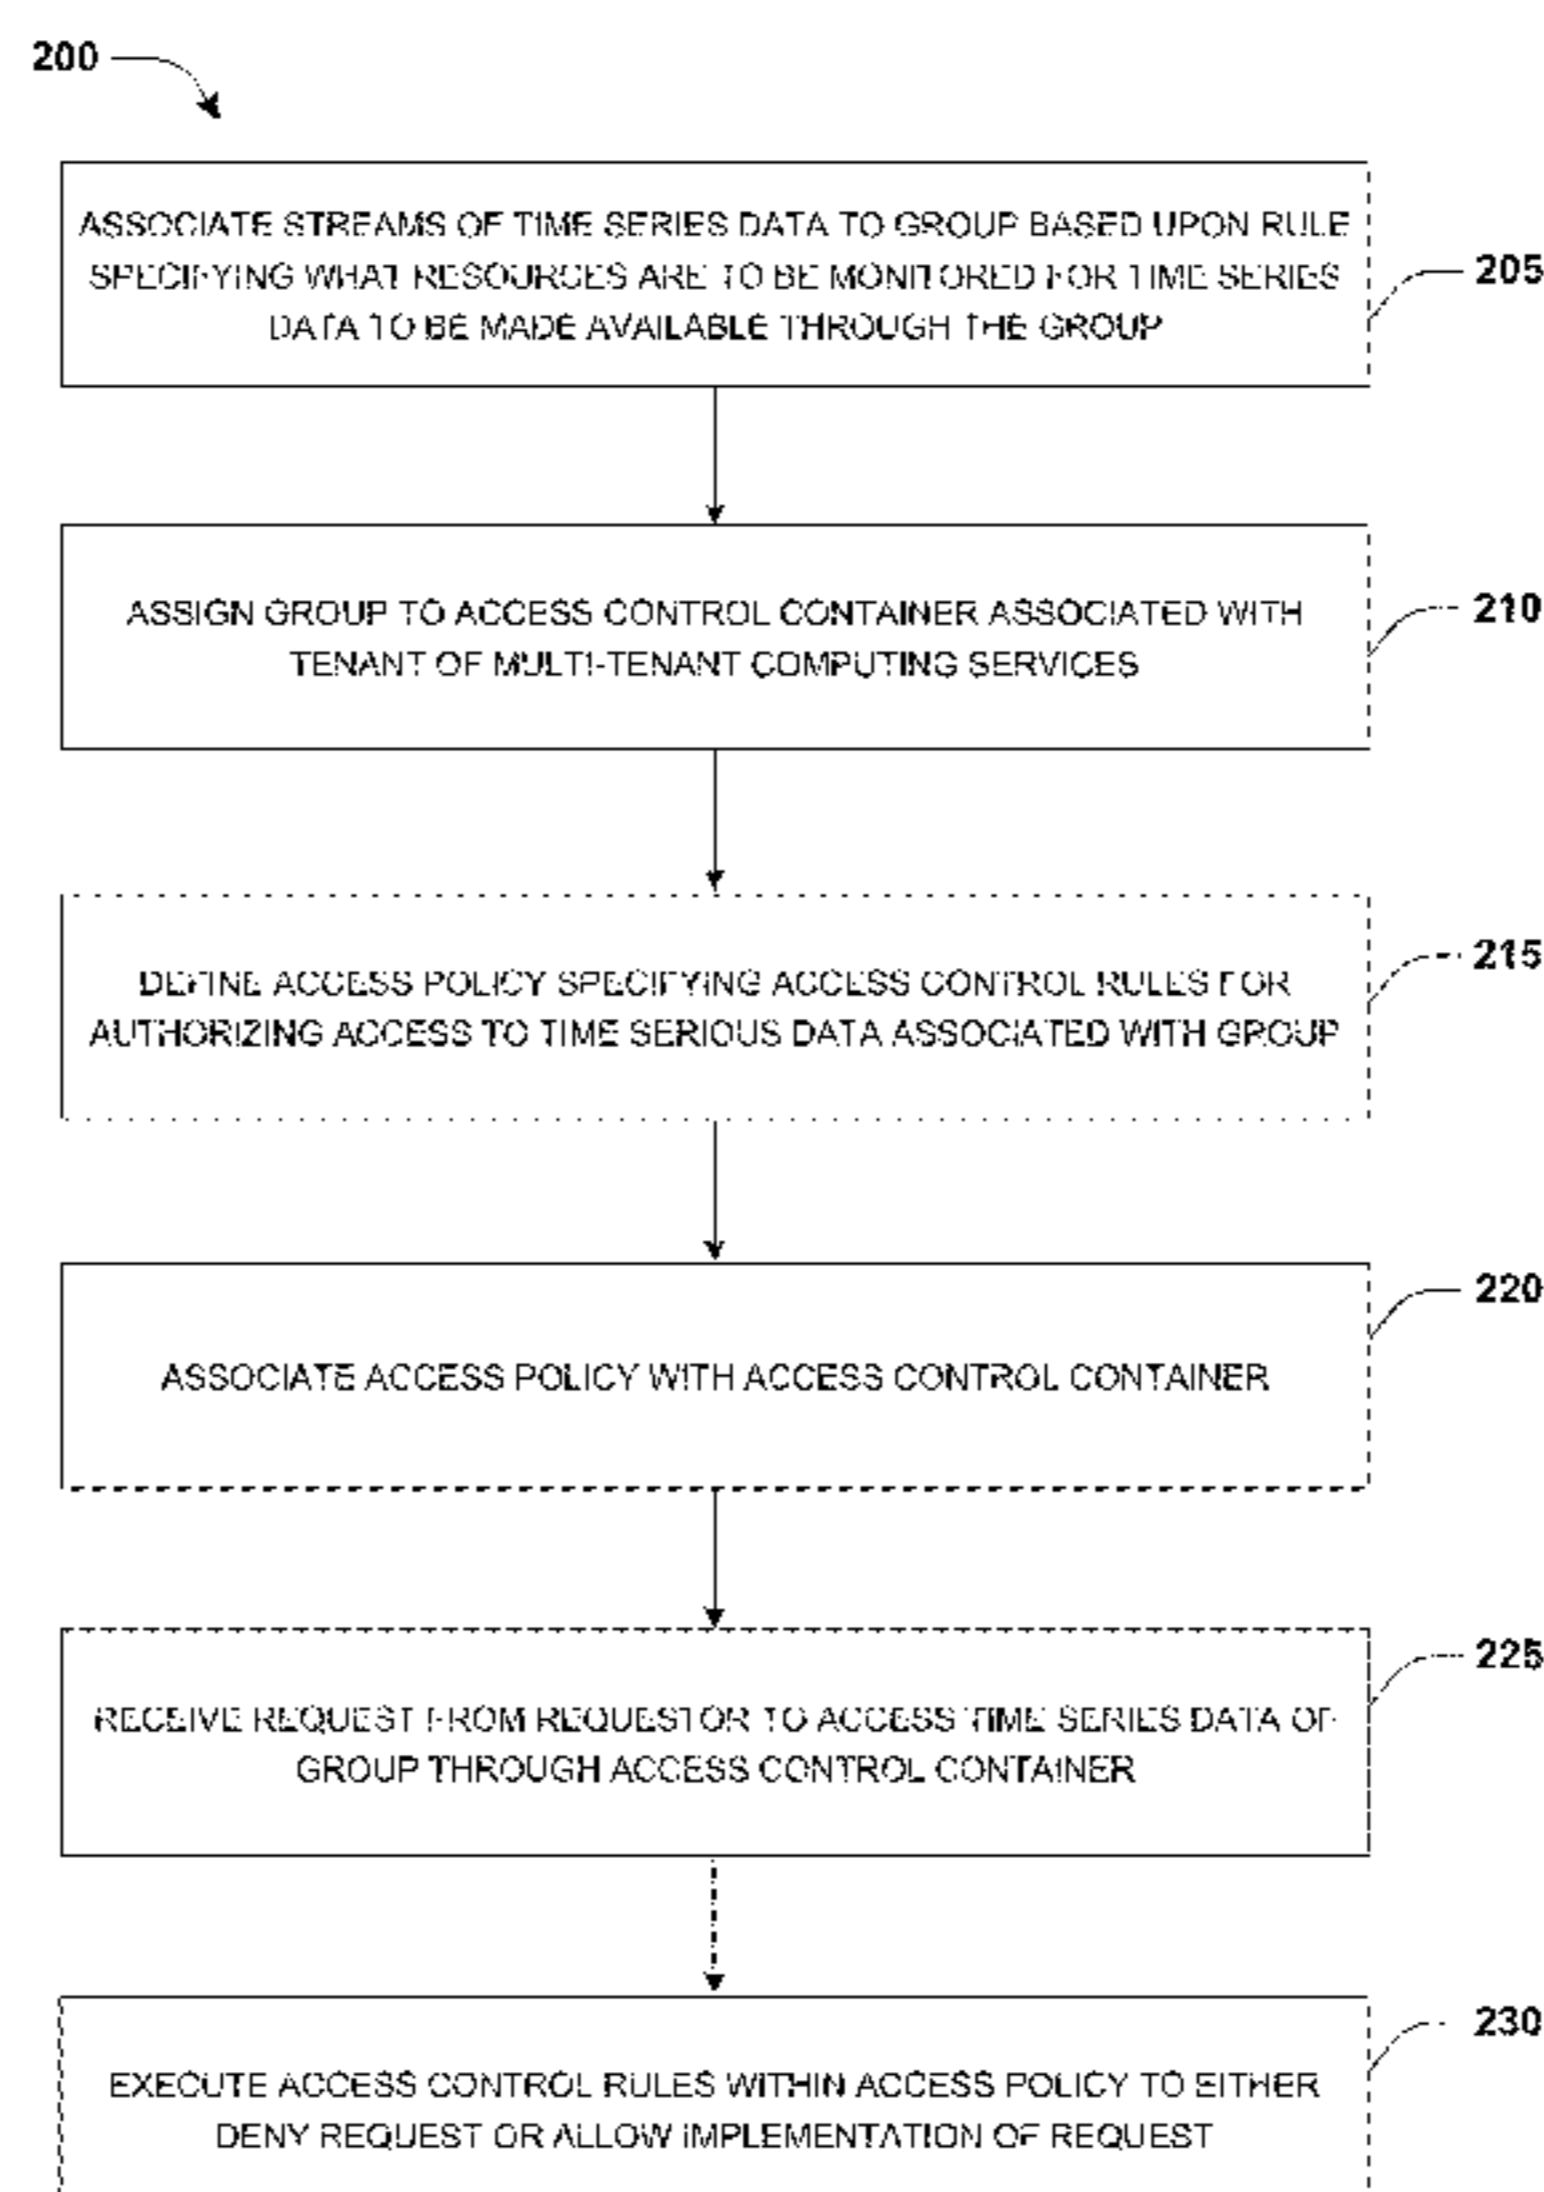 200
ASSOCIATE STREAMS OF TIME SERIES DATA TO GROUP BASED UPON RULE
SPECIFYING WHAT RESOURCES ARE TO BE MONITORED FOR TIME SERIES
DATA TO BE MADE AVAILABLE THROUGH THE GROUP
205
ASSIGN GROUP TO ACCESS CONTROL CONTAINER ASSOCIATED WITH
TENANT OF MULTI-TENANT COMPUTING SERVICES
210
DEFINE ACCESS POLICY SPECIFYING ACCESS CONTROL RULES FOR
AUTHORIZING ACCESS TO TIME SERIOUS DATA ASSOCIATED WITH GROUP
215
ASSOCIATE ACCESS POLICY WITH ACCESS CONTROL CONTAINER
220
RECEIVE REQUEST FROM REQUESTOR TO ACCESS TIME SERIES DATA OF
GROUP THROUGH ACCESS CONTROL CONTAINER
225
EXECUTE ACCESS CONTROL RULES WITHIN ACCESS POLICY TO EITHER
DENY REQUEST OR ALLOW IMPLEMENTATION OF REQUEST
230